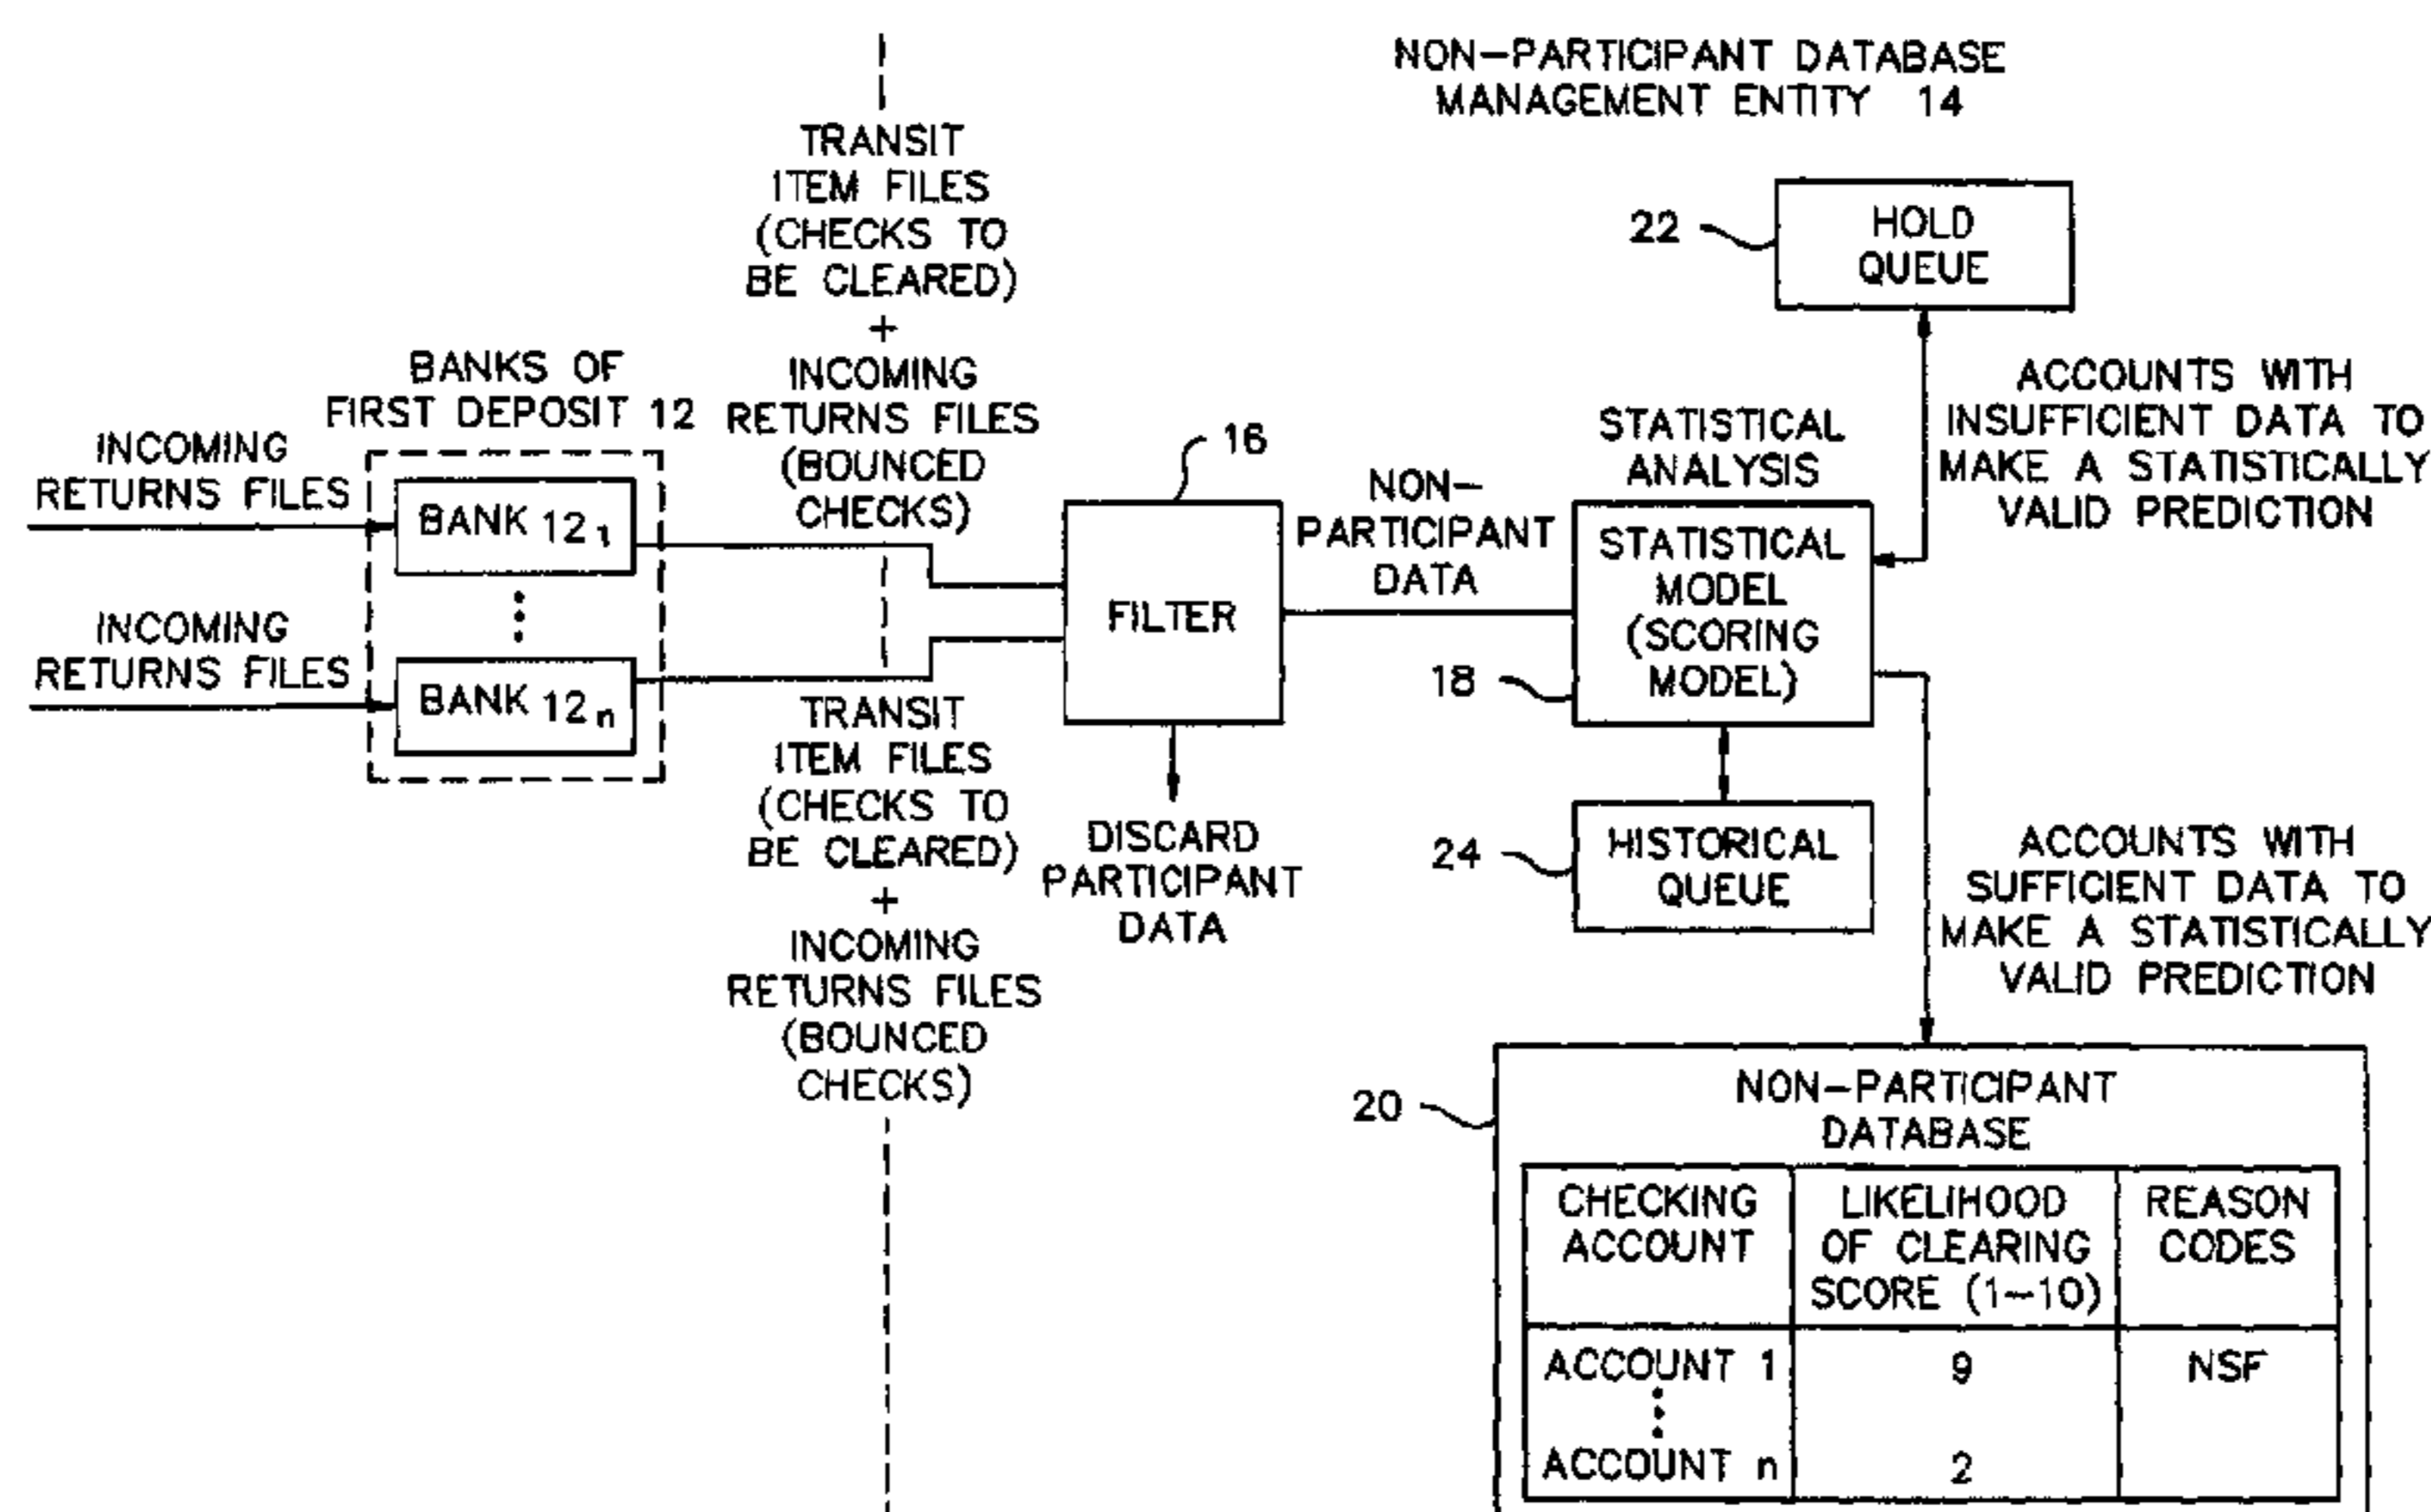 NON-PARTICIPANT DATABASE
MANAGEMENT ENTITY 14
TRANSIT
ITEM FILES
(CHECKS TO
BE CLEARED)
+
INCOMING
RETURNS FILES
(BOUNCED
CHECKS)
BANKS OF
FIRST DEPOSIT 12
INCOMING
RETURNS FILES
BANK 12 1
INCOMING
RETURNS FILES
BANK 12 n
TRANSIT
ITEM FILES
(CHECKS TO
BE CLEARED)
+
INCOMING
RETURNS FILES
(BOUNCED
CHECKS)
16
FILTER
DISCARD
PARTICIPANT
DATA
NON-
PARTICIPANT
DATA
22
HOLD
QUEUE
ACCOUNTS WITH
INSUFFICIENT DATA TO
MAKE A STATISTICALLY
VALID PREDICTION
STATISTICAL
ANALYSIS
STATISTICAL
MODEL
(SCORING
MODEL)
18
24
HISTORICAL
QUEUE
ACCOUNTS WITH
SUFFICIENT DATA TO
MAKE A STATISTICALLY
VALID PREDICTION
20
NON-PARTICIPANT
DATABASE
CHECKING
ACCOUNT
LIKELIHOOD
OF CLEARING
SCORE (1-10)
REASON
CODES
ACCOUNT 1
9
NSF
ACCOUNT n
2